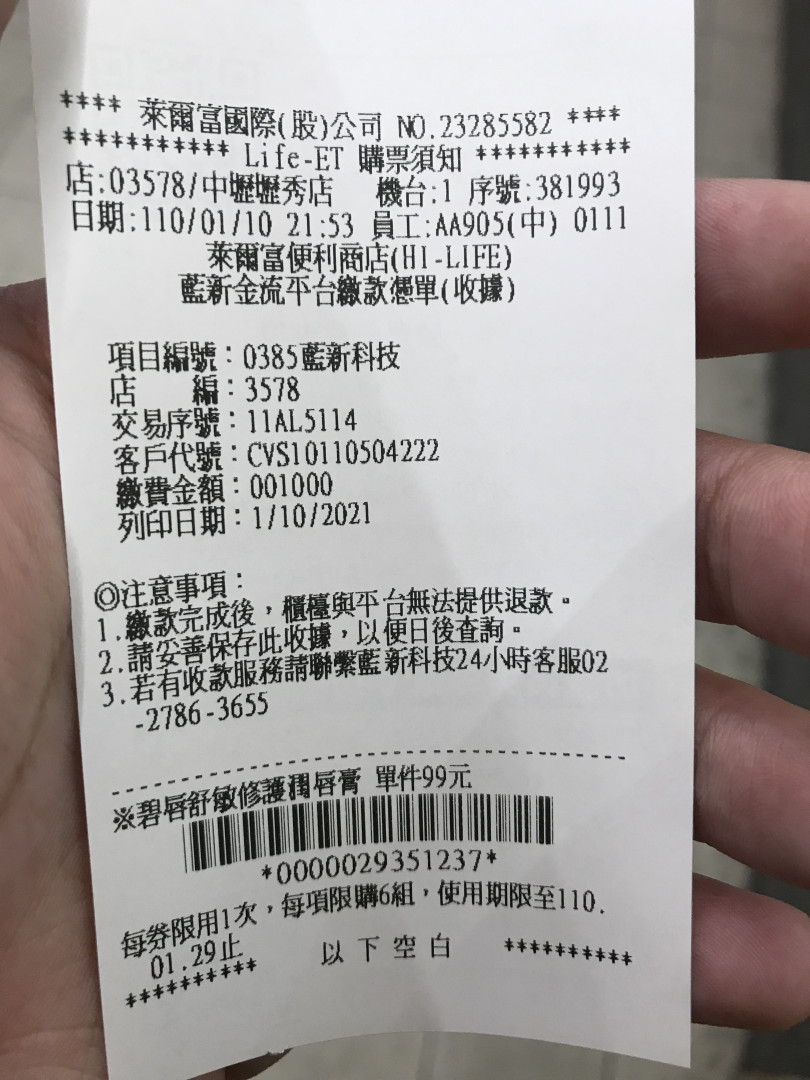 **** 萊爾富國際(股)公司 NO.23285582 ****
*********** Life-ET 購票須知 ***********
店:03578/中壢壢秀店 機台:1 序號:381993
日期:110/01/10 21:53 員工:AA905(中) 0111
萊爾富便利商店(HI-LIFE)
藍新金流平台繳款憑單(收據)
項目編號：0385藍新科技
店　　編：3578
交易序號：11AL5114
客戶代號：CVS10110504222
繳費金額：001000
列印日期：1/10/2021
◎注意事項：
1.繳款完成後，櫃檯與平台無法提供退款。
2.請妥善保存此收據，以便日後查詢。
3.若有收款服務請聯繫藍新科技24小時客服02
-2786-3655
----------------------------------------
※碧唇舒敏修護潤唇膏 單件99元
*0000029351237*
每券限用1次，每項限購6組，使用期限至110.
01.29止
********** 以下空白 **********